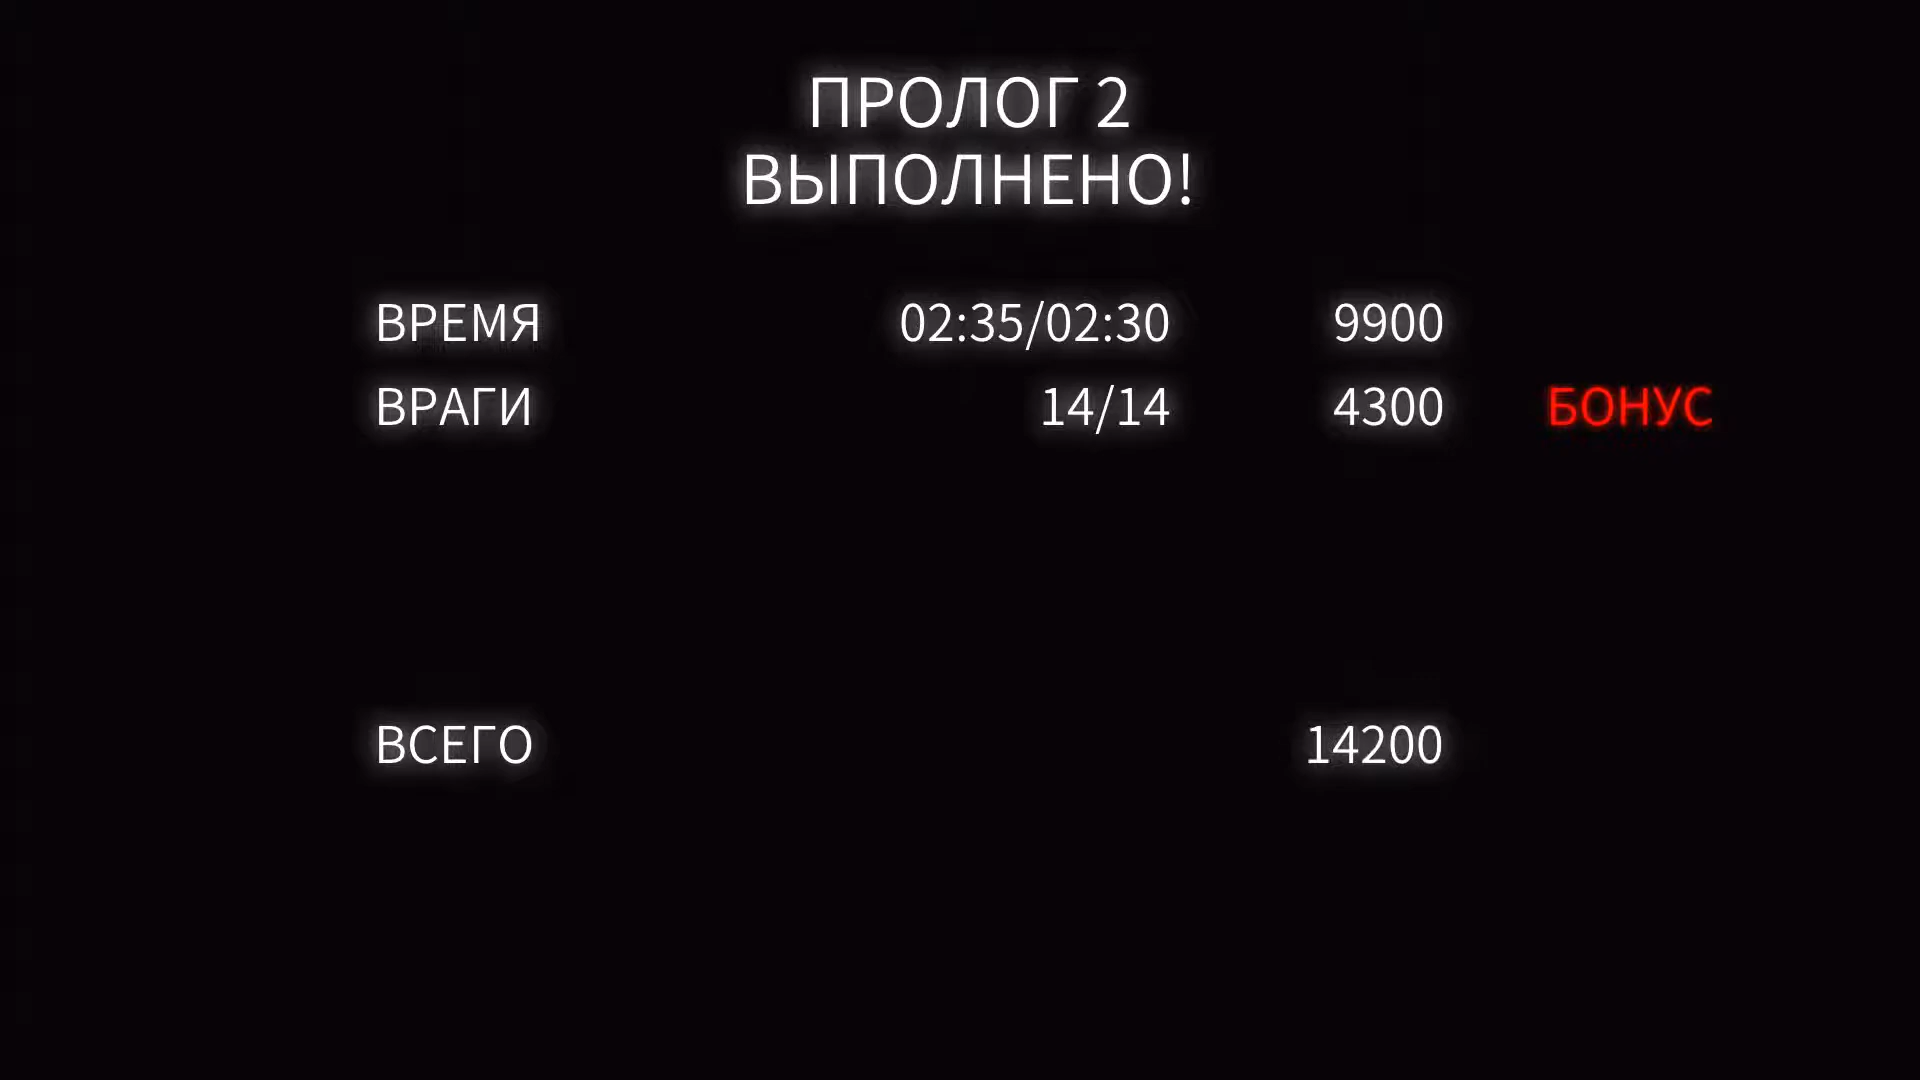 ПРОЛОГ 2
ВЫПОЛНЕНО!
ВРЕМЯ 02:35/02:30 9900
ВРАГИ 14/14 4300 БОНУС
ВСЕГО 14200